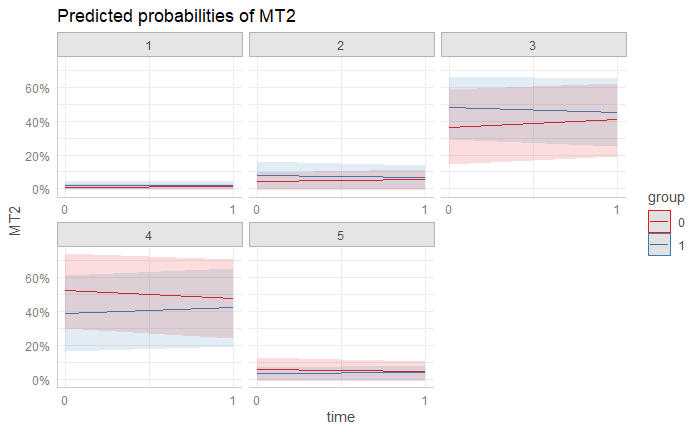 Predicted probabilities of MT2
1 2 3
60%
40%
20%
0%
0 1 0 1 0 1
4 5
60%
40%
20%
0%
0 1 0 1
MT2
time
group
0
1